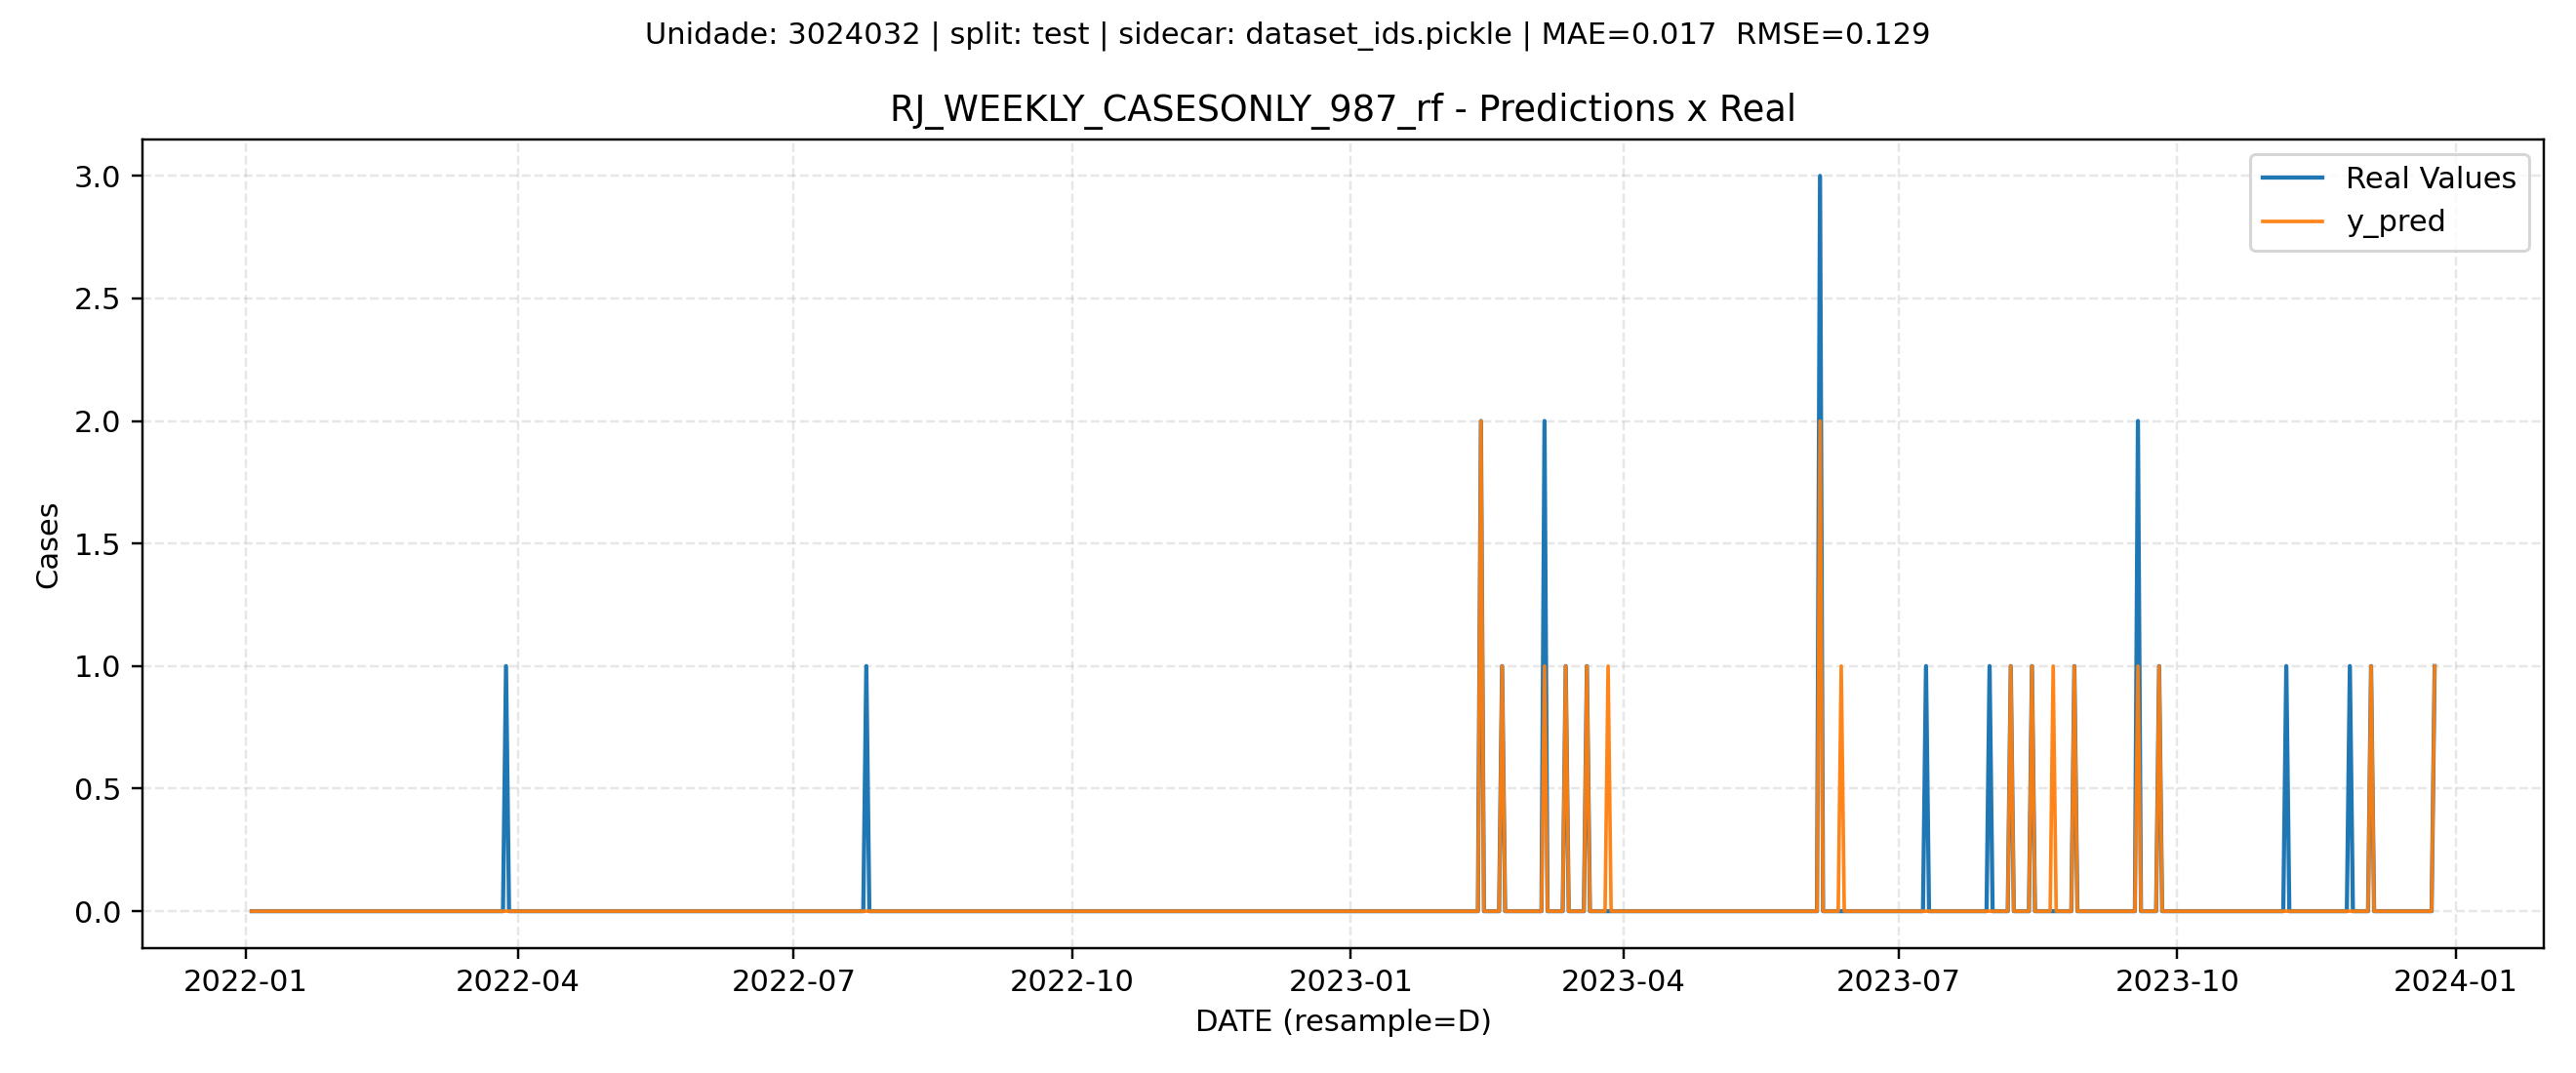 Unidade: 3024032 | split: test | sidecar: dataset_ids.pickle | MAE=0.017  RMSE=0.129
RJ_WEEKLY_CASESONLY_987_rf - Predictions x Real
Real Values
y_pred
Cases
3.0
2.5
2.0
1.5
1.0
0.5
0.0
2022-01 2022-04 2022-07 2022-10 2023-01 2023-04 2023-07 2023-10 2024-01
DATE (resample=D)